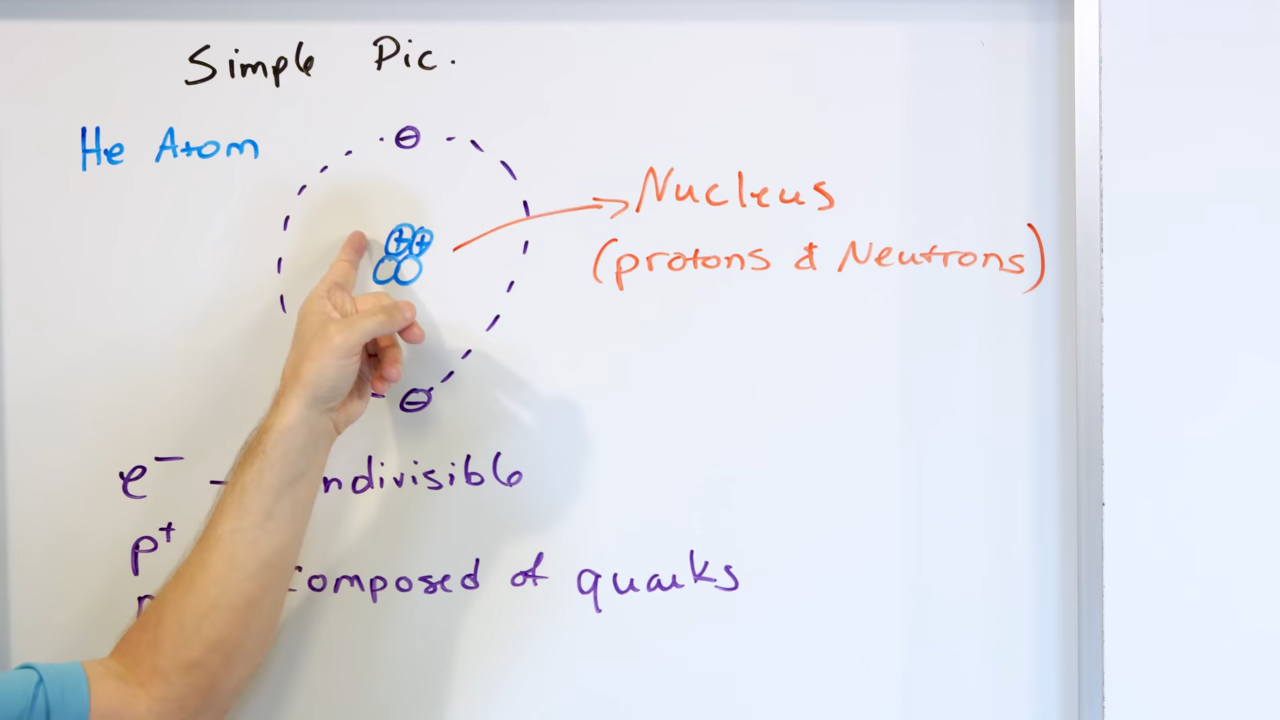 Simple Pic.
He Atom
Nucleus
(protons & Neutrons)
e⁻ - ndivisible
p⁺
composed of quarks